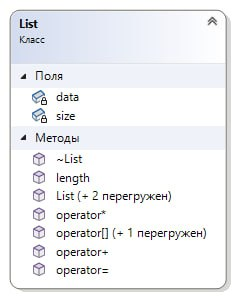 List
Класс
Поля
data
size
Методы
~List
length
List (+ 2 перегружен)
operator*
operator[] (+ 1 перегружен)
operator+
operator=